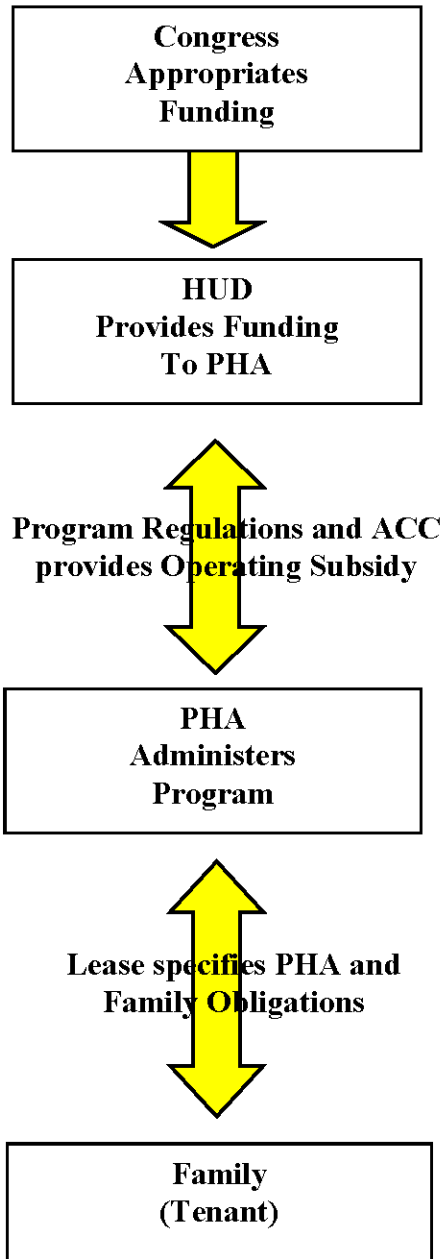 Congress
Appropriates
Funding
HUD
Provides Funding
To PHA
Program Regulations and ACC
provides Operating Subsidy
PHA
Administers
Program
Lease specifies PHA and
Family Obligations
Family
(Tenant)